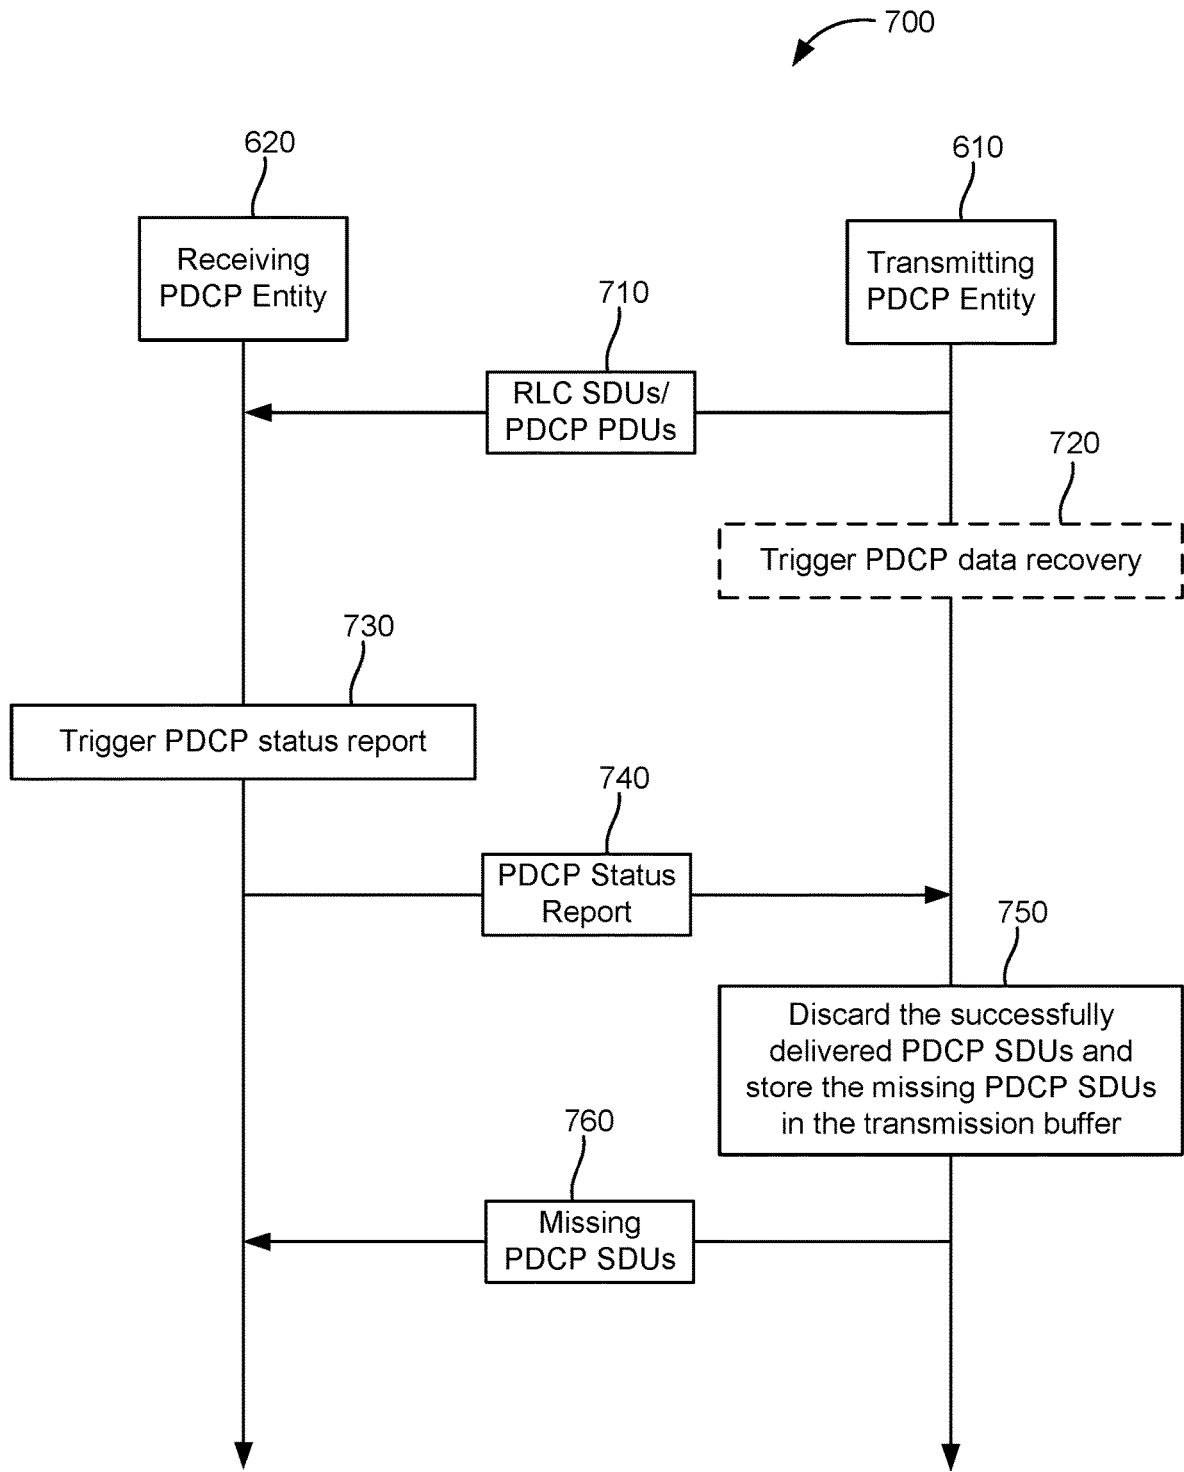 700
620
610
Receiving
PDCP Entity
Transmitting
PDCP Entity
710
RLC SDUs/
PDCP PDUs
720
Trigger PDCP data recovery
730
Trigger PDCP status report
740
PDCP Status
Report
750
Discard the successfully
delivered PDCP SDUs and
store the missing PDCP SDUs
in the transmission buffer
760
Missing
PDCP SDUs